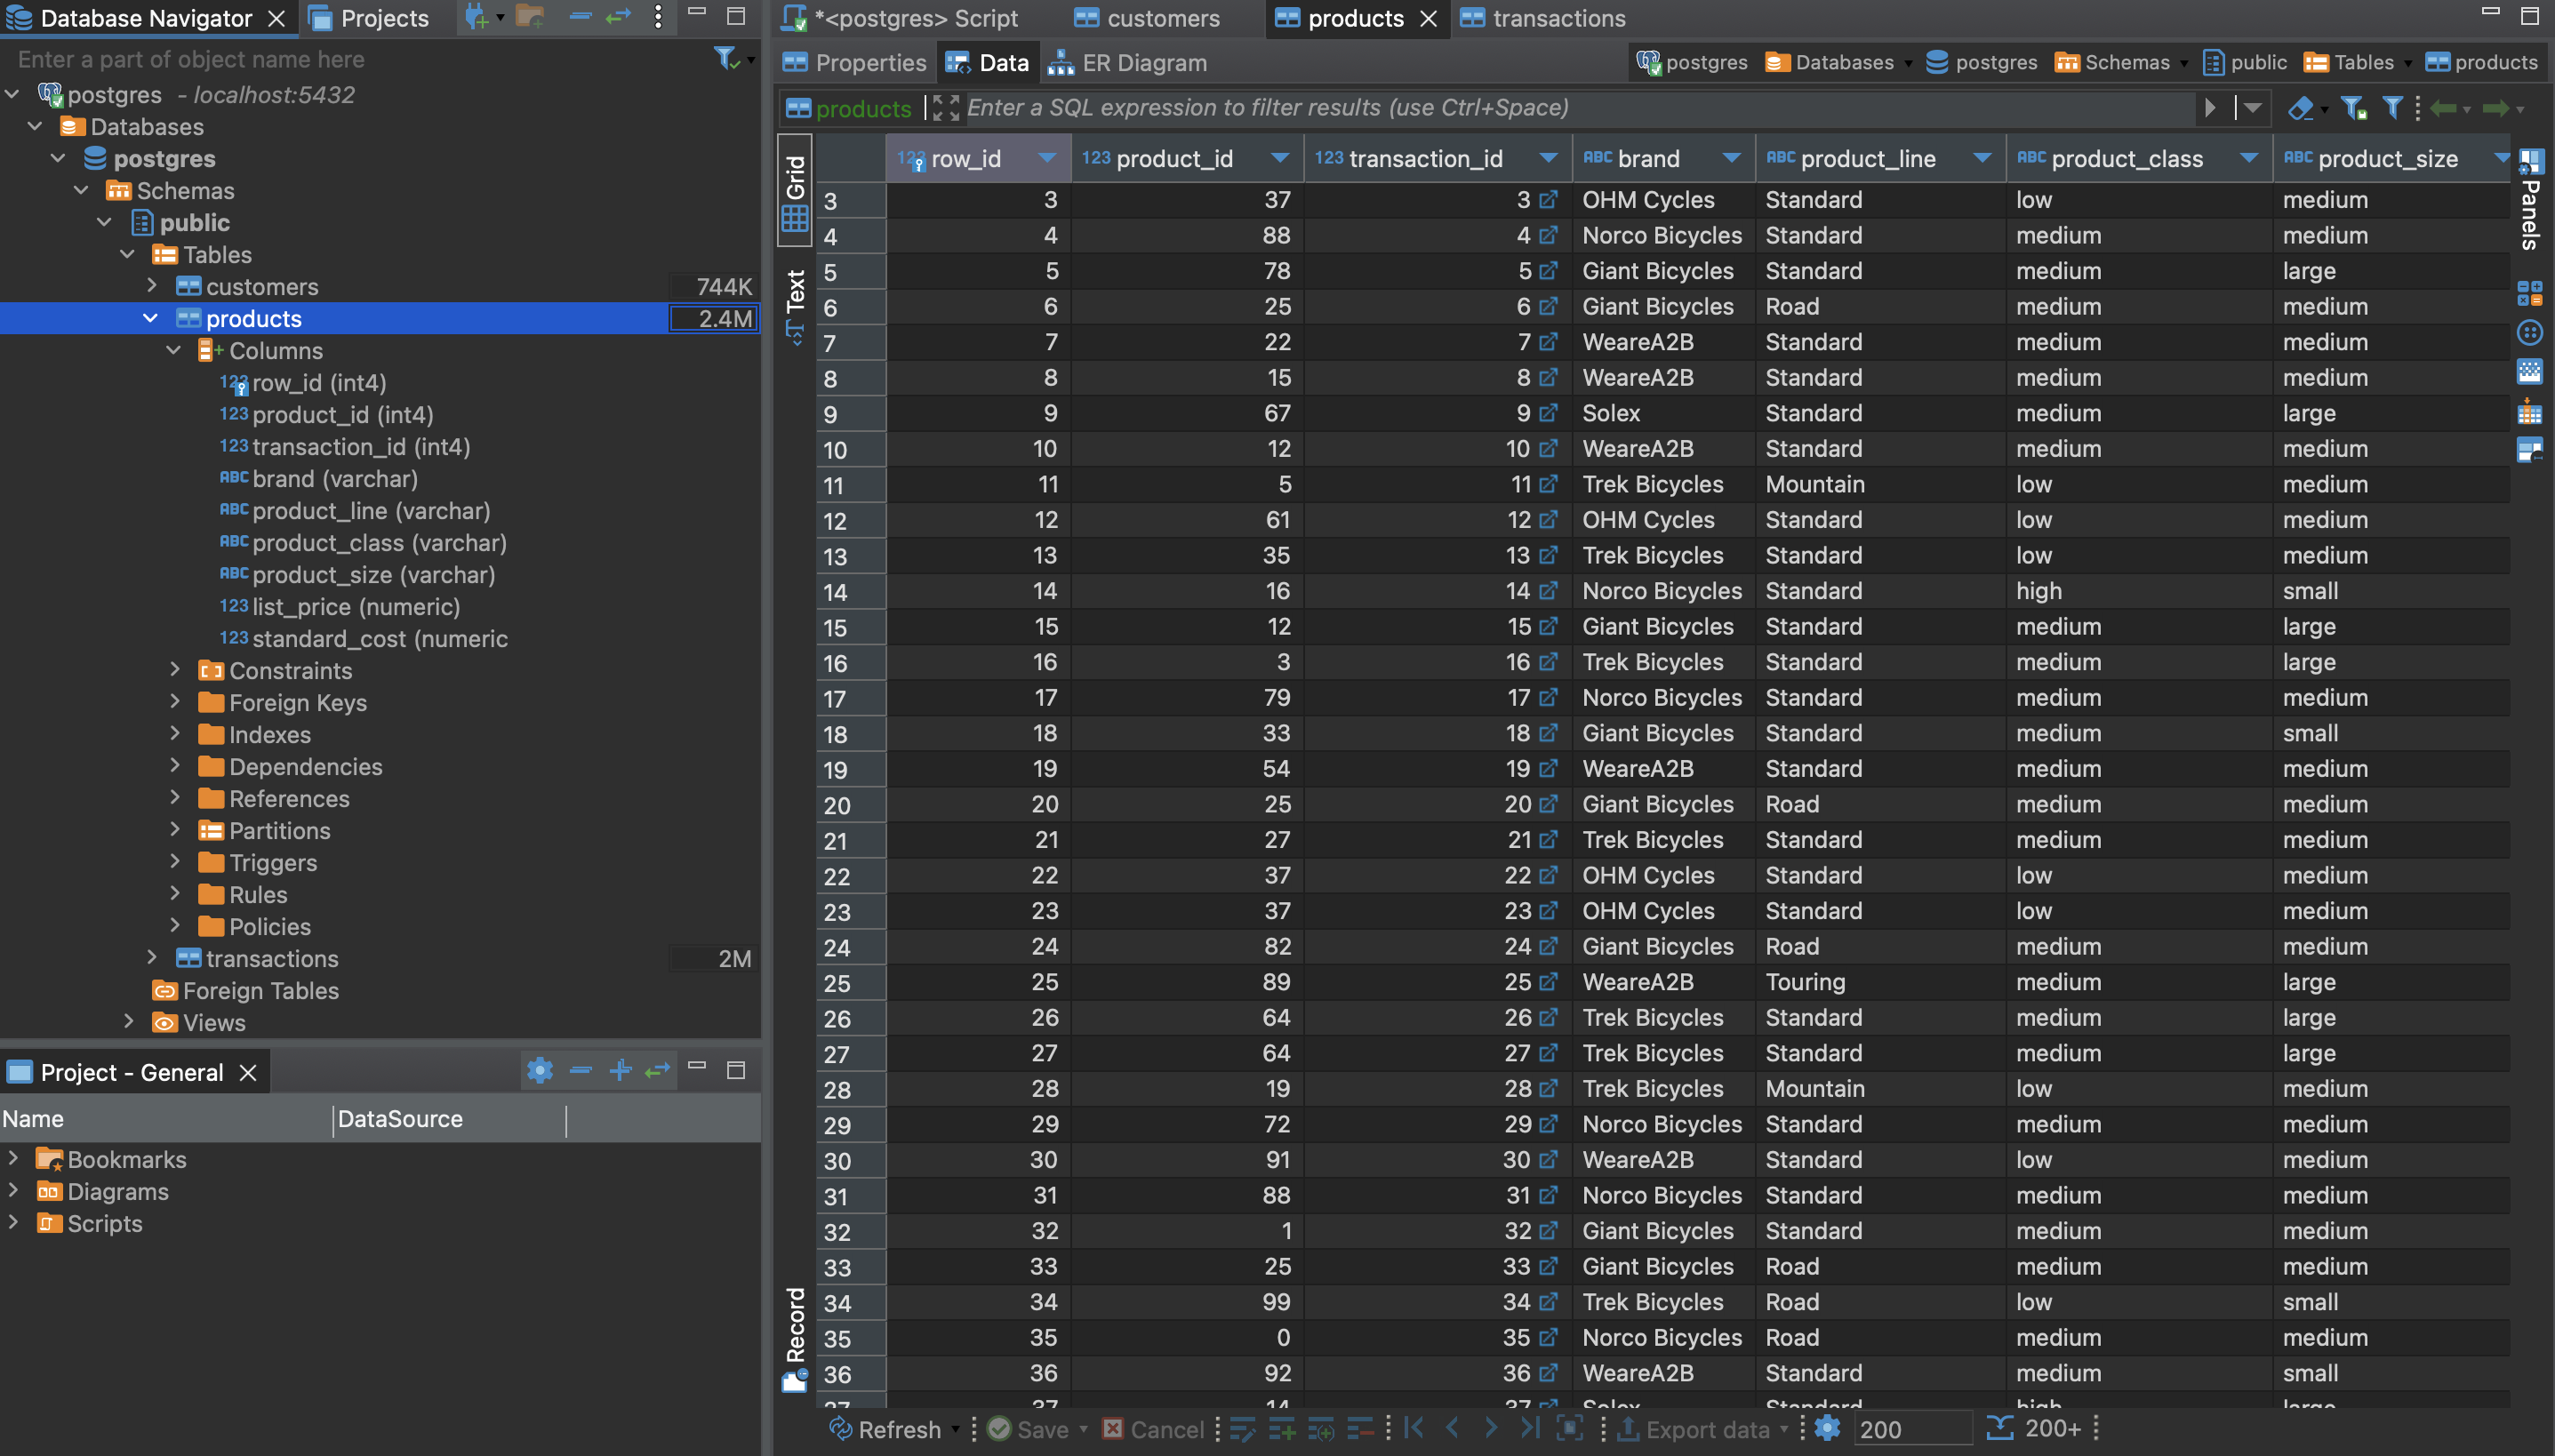 Database Navigator
Projects
Enter a part of object name here
postgres - localhost:5432
Databases
postgres
Schemas
public
Tables
customers 744K
products 2.4M
Columns
row_id (int4)
product_id (int4)
transaction_id (int4)
brand (varchar)
product_line (varchar)
product_class (varchar)
product_size (varchar)
list_price (numeric)
standard_cost (numeric
Constraints
Foreign Keys
Indexes
Dependencies
References
Partitions
Triggers
Rules
Policies
transactions 2M
Foreign Tables
Views
Project - General
Name DataSource
Bookmarks
Diagrams
Scripts
*<postgres> Script customers products transactions
Properties Data ER Diagram postgres Databases postgres Schemas public Tables products
products Enter a SQL expression to filter results (use Ctrl+Space)
Grid
Text
Record
Panels
123 row_id 123 product_id 123 transaction_id ABC brand ABC product_line ABC product_class ABC product_size
3 3 37 3 OHM Cycles Standard low medium
4 4 88 4 Norco Bicycles Standard medium medium
5 5 78 5 Giant Bicycles Standard medium large
6 6 25 6 Giant Bicycles Road medium medium
7 7 22 7 WeareA2B Standard medium medium
8 8 15 8 WeareA2B Standard medium medium
9 9 67 9 Solex Standard medium large
10 10 12 10 WeareA2B Standard medium medium
11 11 5 11 Trek Bicycles Mountain low medium
12 12 61 12 OHM Cycles Standard low medium
13 13 35 13 Trek Bicycles Standard low medium
14 14 16 14 Norco Bicycles Standard high small
15 15 12 15 Giant Bicycles Standard medium large
16 16 3 16 Trek Bicycles Standard medium large
17 17 79 17 Norco Bicycles Standard medium medium
18 18 33 18 Giant Bicycles Standard medium small
19 19 54 19 WeareA2B Standard medium medium
20 20 25 20 Giant Bicycles Road medium medium
21 21 27 21 Trek Bicycles Standard medium medium
22 22 37 22 OHM Cycles Standard low medium
23 23 37 23 OHM Cycles Standard low medium
24 24 82 24 Giant Bicycles Road medium medium
25 25 89 25 WeareA2B Touring medium large
26 26 64 26 Trek Bicycles Standard medium large
27 27 64 27 Trek Bicycles Standard medium large
28 28 19 28 Trek Bicycles Mountain low medium
29 29 72 29 Norco Bicycles Standard medium medium
30 30 91 30 WeareA2B Standard low medium
31 31 88 31 Norco Bicycles Standard medium medium
32 32 1 32 Giant Bicycles Standard medium medium
33 33 25 33 Giant Bicycles Road medium medium
34 34 99 34 Trek Bicycles Road low small
35 35 0 35 Norco Bicycles Road medium medium
36 36 92 36 WeareA2B Standard medium small
Refresh Save Cancel Export data 200 200+